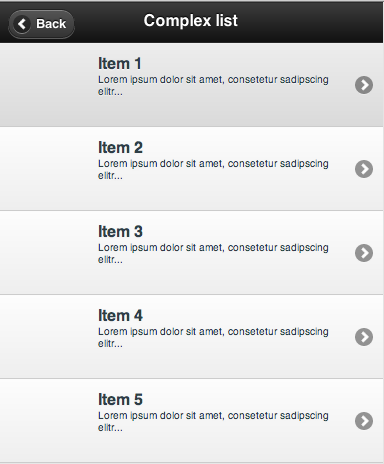 Back
Complex list
Item 1
Lorem ipsum dolor sit amet, consetetur sadipscing
elitr...
Item 2
Lorem ipsum dolor sit amet, consetetur sadipscing
elitr...
Item 3
Lorem ipsum dolor sit amet, consetetur sadipscing
elitr...
Item 4
Lorem ipsum dolor sit amet, consetetur sadipscing
elitr...
Item 5
Lorem ipsum dolor sit amet, consetetur sadipscing
elitr...